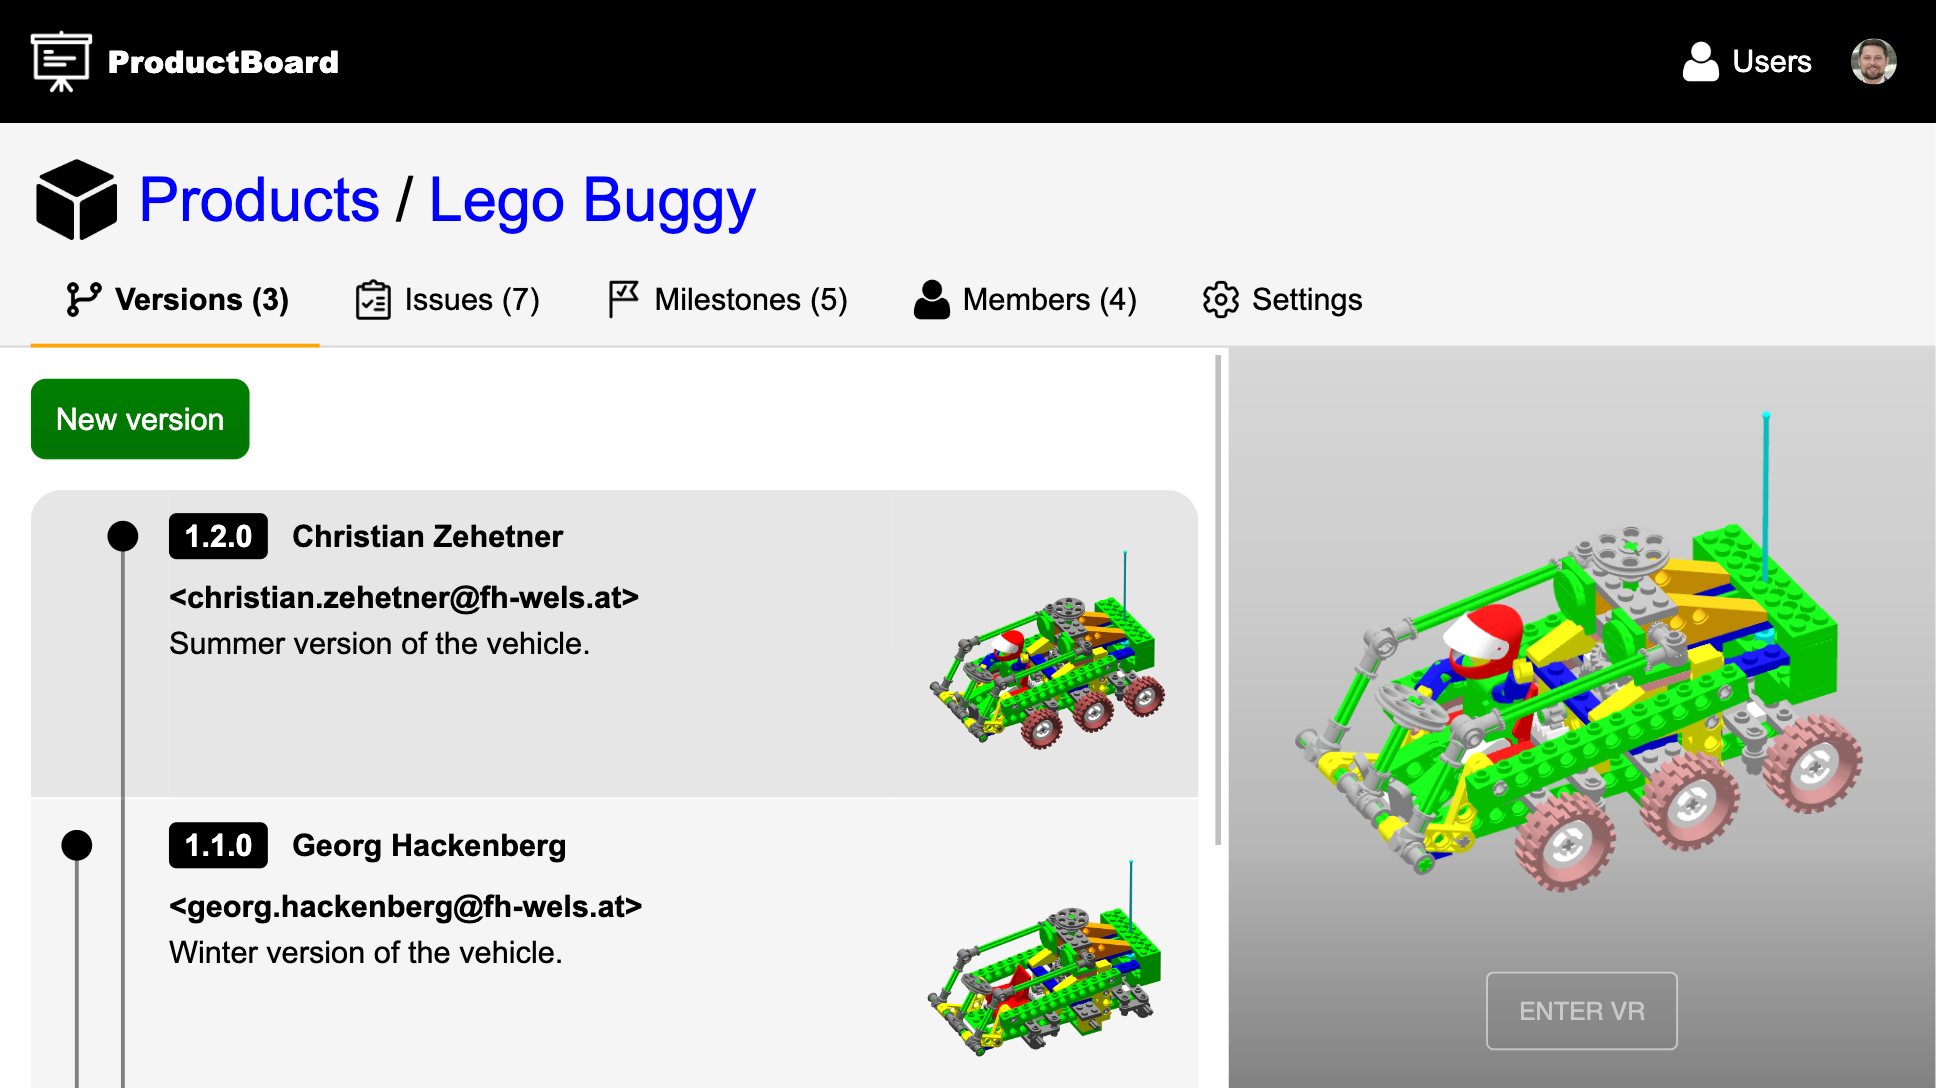 ProductBoard
Users
Products / Lego Buggy
Versions (3)
Issues (7)
Milestones (5)
Members (4)
Settings
New version
1.2.0 Christian Zehetner
<christian.zehetner@fh-wels.at>
Summer version of the vehicle.
1.1.0 Georg Hackenberg
<georg.hackenberg@fh-wels.at>
Winter version of the vehicle.
ENTER VR